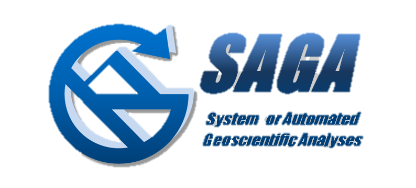 SAGA
System or Automated
Geoscientific Analyses